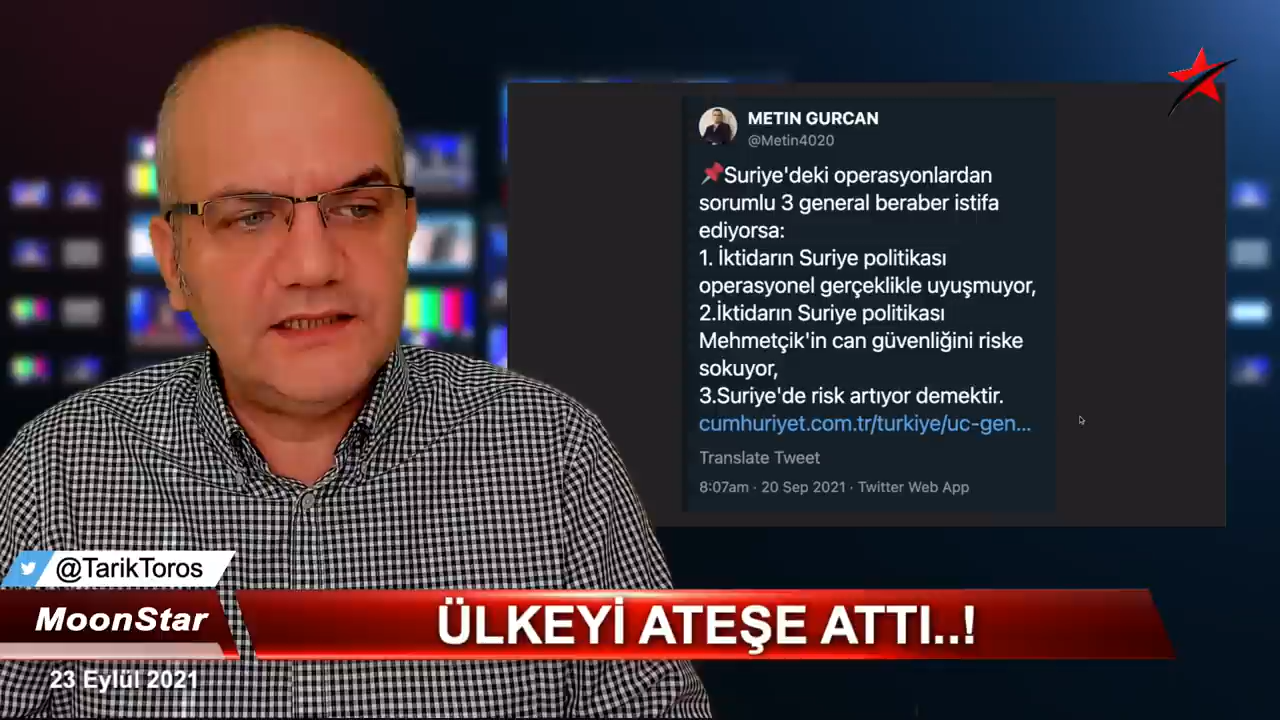 METIN GURCAN
@Metin4020
📌Suriye'deki operasyonlardan
sorumlu 3 general beraber istifa
ediyorsa:
1. İktidarın Suriye politikası
operasyonel gerçeklikle uyuşmuyor,
2.İktidarın Suriye politikası
Mehmetçik'in can güvenliğini riske
sokuyor,
3.Suriye'de risk artıyor demektir.
cumhuriyet.com.tr/turkiye/uc-gen...
Translate Tweet
8:07am · 20 Sep 2021 · Twitter Web App
@TarikToros
MoonStar
ÜLKEYİ ATEŞE ATTI..!
23 Eylül 2021